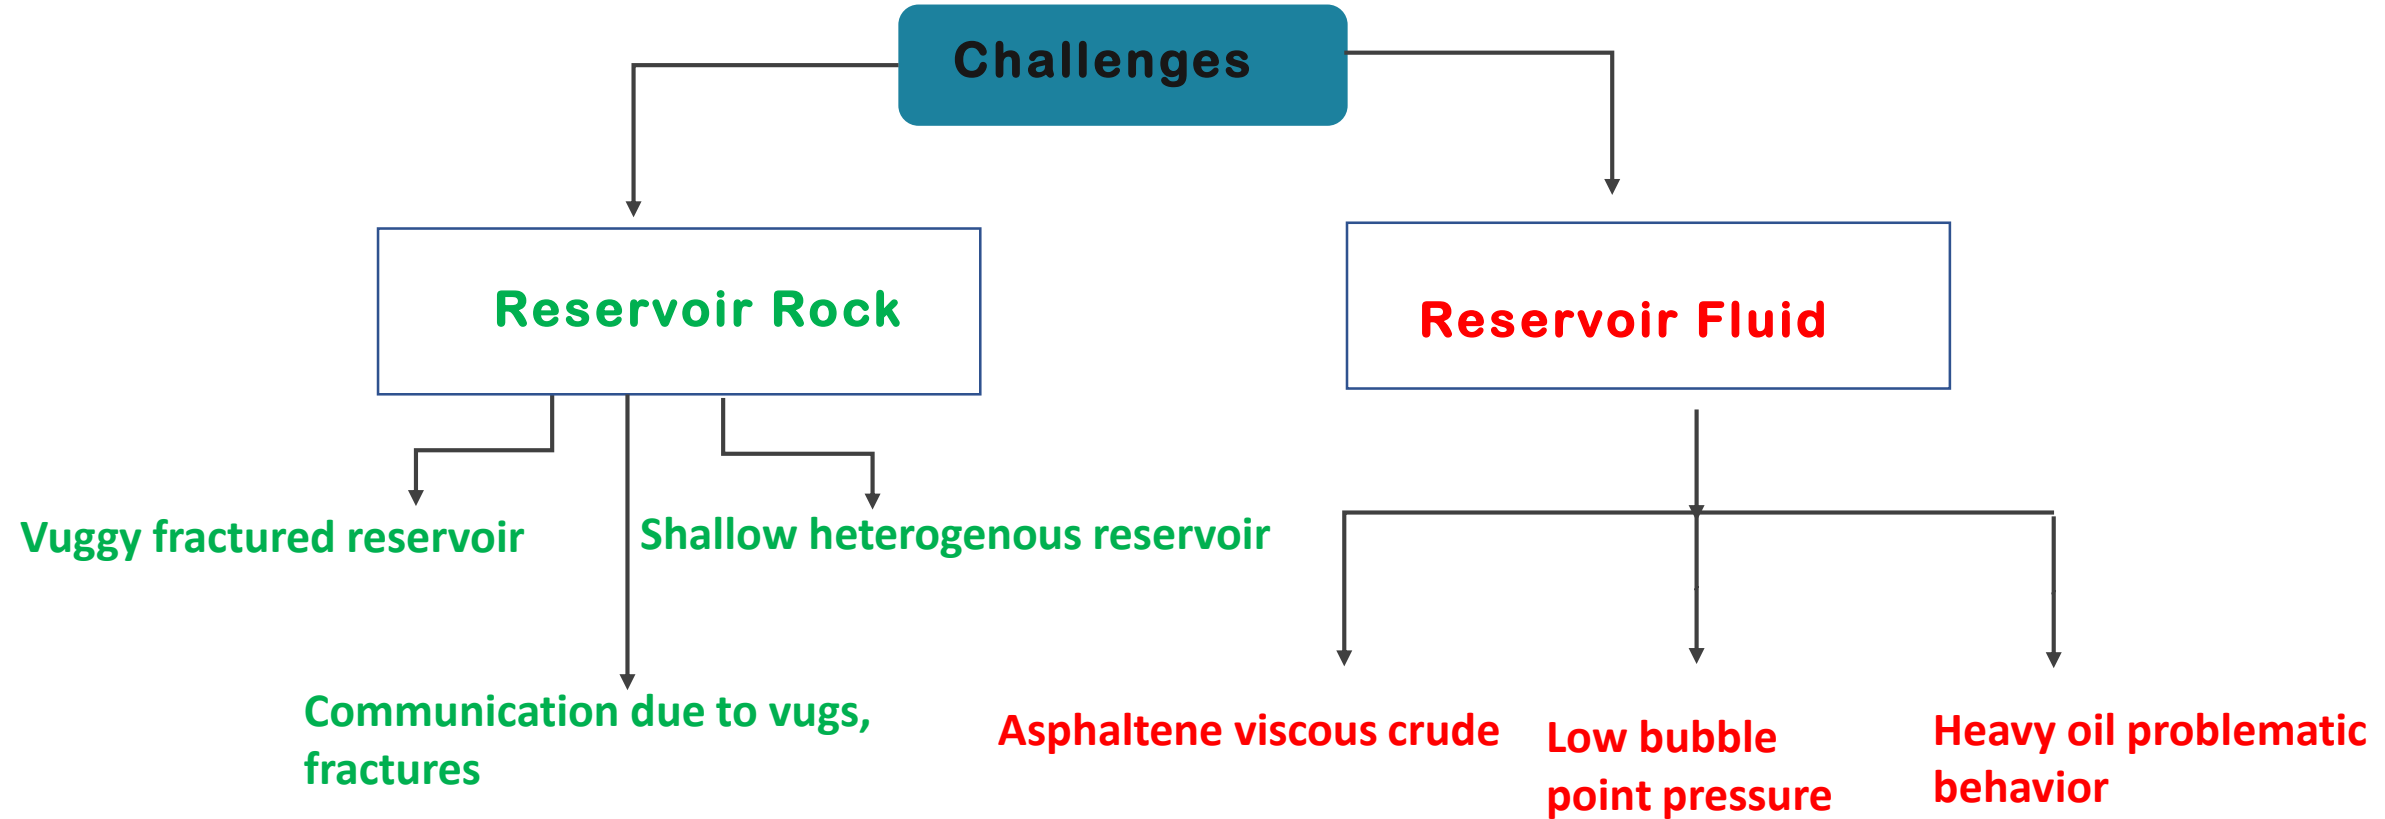 Challenges
Reservoir Rock
Reservoir Fluid
Vuggy fractured reservoir
Shallow heterogenous reservoir
Communication due to vugs,
fractures
Asphaltene viscous crude
Low bubble
point pressure
Heavy oil problematic
behavior